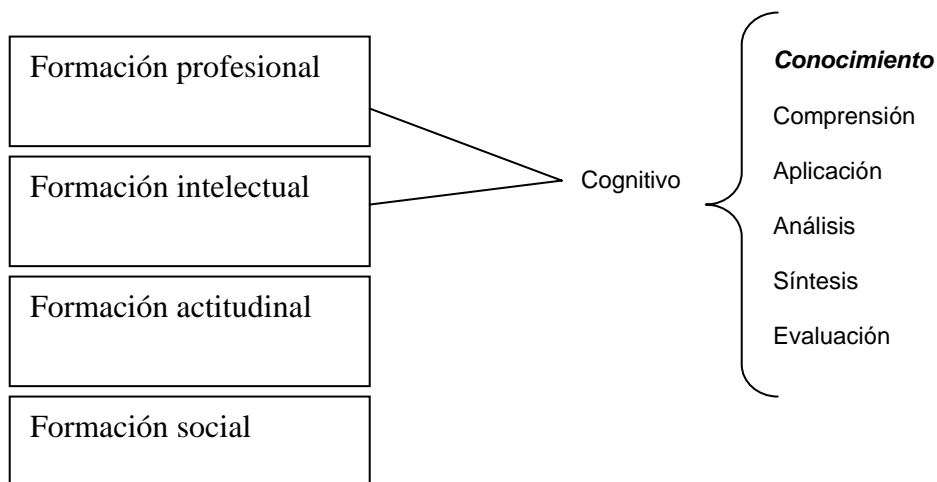 Formación profesional
Formación intelectual
Formación actitudinal
Formación social
Cognitivo
Conocimiento
Comprensión
Aplicación
Análisis
Síntesis
Evaluación